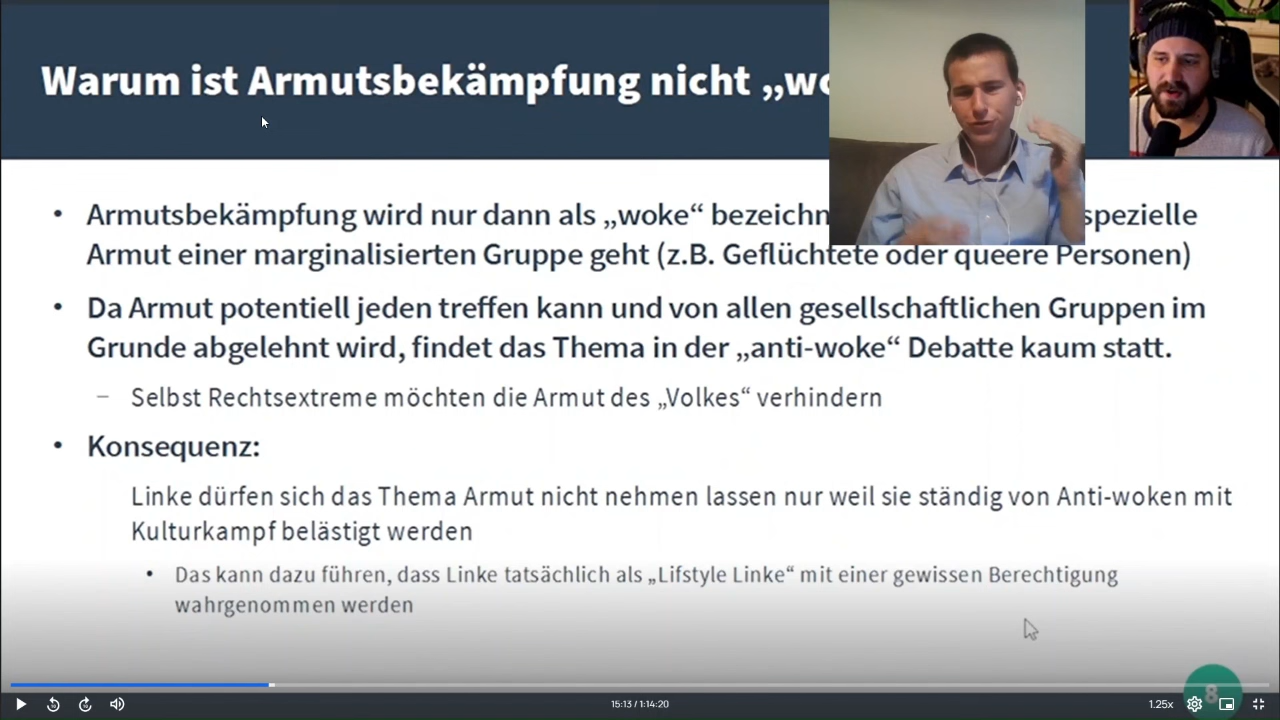 Warum ist Armutsbekämpfung nicht „wo
• Armutsbekämpfung wird nur dann als „woke“ bezeichn spezielle
Armut einer marginalisierten Gruppe geht (z.B. Geflüchtete oder queere Personen)
• Da Armut potentiell jeden treffen kann und von allen gesellschaftlichen Gruppen im
Grunde abgelehnt wird, findet das Thema in der „anti-woke“ Debatte kaum statt.
– Selbst Rechtsextreme möchten die Armut des „Volkes“ verhindern
• Konsequenz:
Linke dürfen sich das Thema Armut nicht nehmen lassen nur weil sie ständig von Anti-woken mit
Kulturkampf belästigt werden
• Das kann dazu führen, dass Linke tatsächlich als „Lifstyle Linke“ mit einer gewissen Berechtigung
wahrgenommen werden
8
15:13 / 1:14:20
1.25x